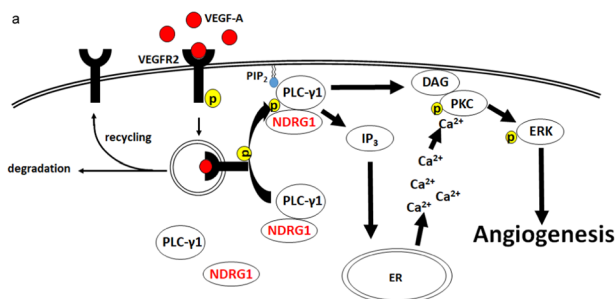 a
VEGF-A
VEGFR2
p
PIP2
PLC-γ1
p
NDRG1
DAG
p
PKC
Ca2+
p
ERK
recycling
degradation
p
IP3
Ca2+
Ca2+
Ca2+
Ca2+
PLC-γ1
NDRG1
PLC-γ1
NDRG1
ER
Angiogenesis